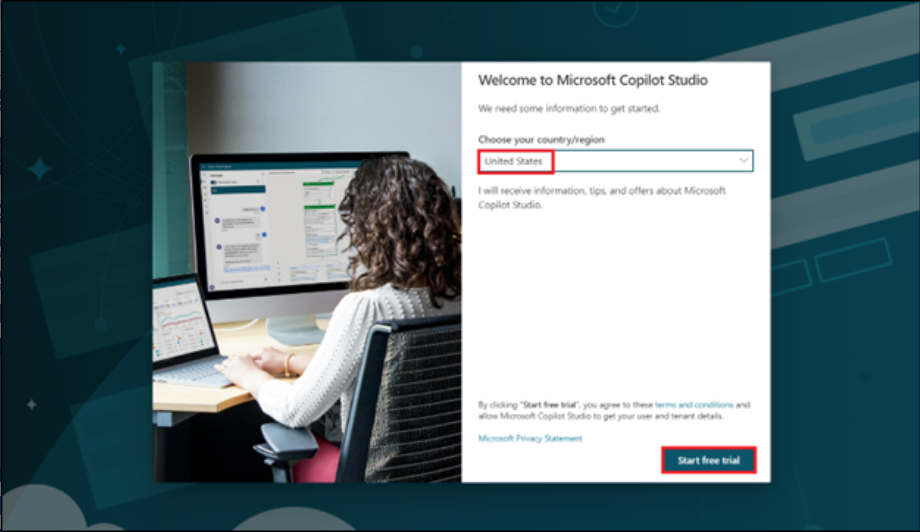 Welcome to Microsoft Copilot Studio
We need some information to get started.
Choose your country/region
United States
I will receive information, tips, and offers about Microsoft
Copilot Studio.
By clicking "Start free trial", you agree to these terms and conditions and
allow Microsoft Copilot Studio to get your user and tenant details.
Microsoft Privacy Statement
Start free trial